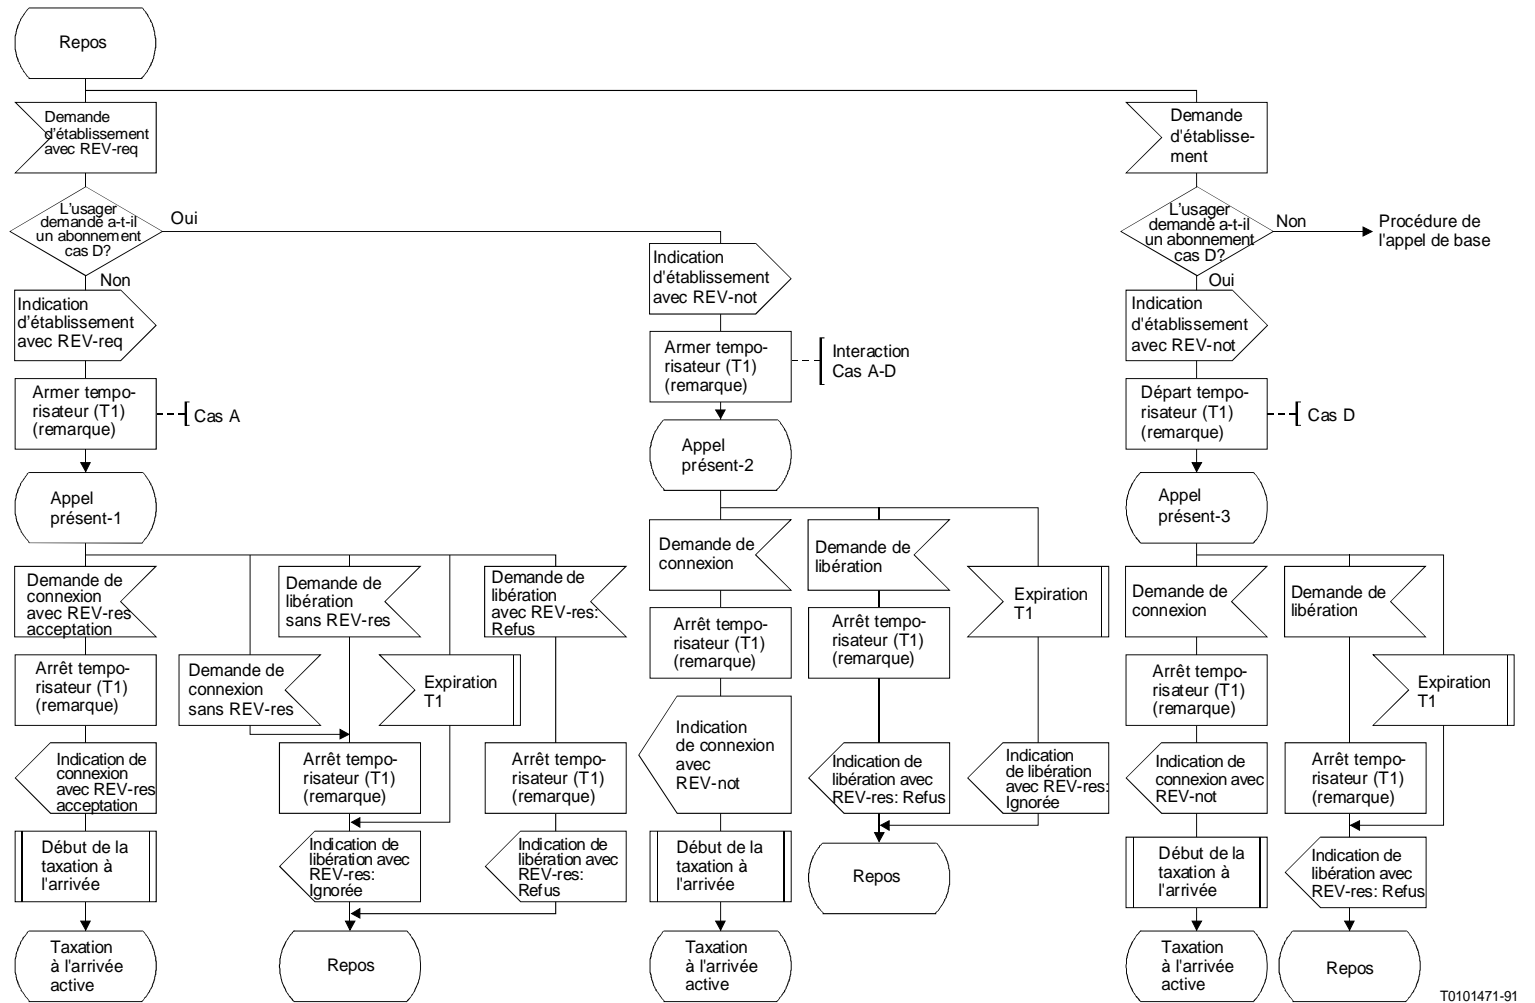 Repos
Demande
d'établissement
avec REV-req
L'usager
demandé a-t-il
un abonnement
cas D?
Oui
Non
Indication
d'établissement
avec REV-req
Armer tempo-
risateur (T1)
(remarque)
Cas A
Appel
présent-1
Demande de
connexion
avec REV-res
acceptation
Arrêt tempo-
risateur (T1)
(remarque)
Indication de
connexion
avec REV-res
acceptation
Début de la
taxation à
l'arrivée
Taxation
à l'arrivée
active
Demande de
connexion
sans REV-res
Demande de
libération
sans REV-res
Arrêt tempo-
risateur (T1)
(remarque)
Indication de
libération avec
REV-res:
Ignorée
Repos
Expiration
T1
Demande de
libération
avec REV-res:
Refus
Arrêt tempo-
risateur (T1)
(remarque)
Indication de
libération avec
REV-res:
Refus
Indication
d'établissement
avec REV-not
Armer tempo-
risateur (T1)
(remarque)
Interaction
Cas A-D
Appel
présent-2
Demande de
connexion
Arrêt tempo-
risateur (T1)
(remarque)
Indication
de connexion
avec
REV-not
Début de la
taxation à
l'arrivée
Taxation
à l'arrivée
active
Demande de
libération
Arrêt tempo-
risateur (T1)
(remarque)
Indication de
libération avec
REV-res: Refus
Repos
Expiration
T1
Indication
de libération
avec REV-res:
Ignorée
Demande
d'établisse-
ment
L'usager
demandé a-t-il
un abonnement
cas D?
Non
Procédure de
l'appel de base
Oui
Indication
d'établissement
avec REV-not
Départ tempo-
risateur (T1)
(remarque)
Cas D
Appel
présent-3
Demande de
connexion
Arrêt tempo-
risateur (T1)
(remarque)
Indication de
connexion avec
REV-not
Début de la
taxation à
l'arrivée
Taxation
à l'arrivée
active
Demande de
libération
Arrêt tempo-
risateur (T1)
(remarque)
Indication de
libération avec
REV-res: Refus
Repos
Expiration
T1
T0101471-91